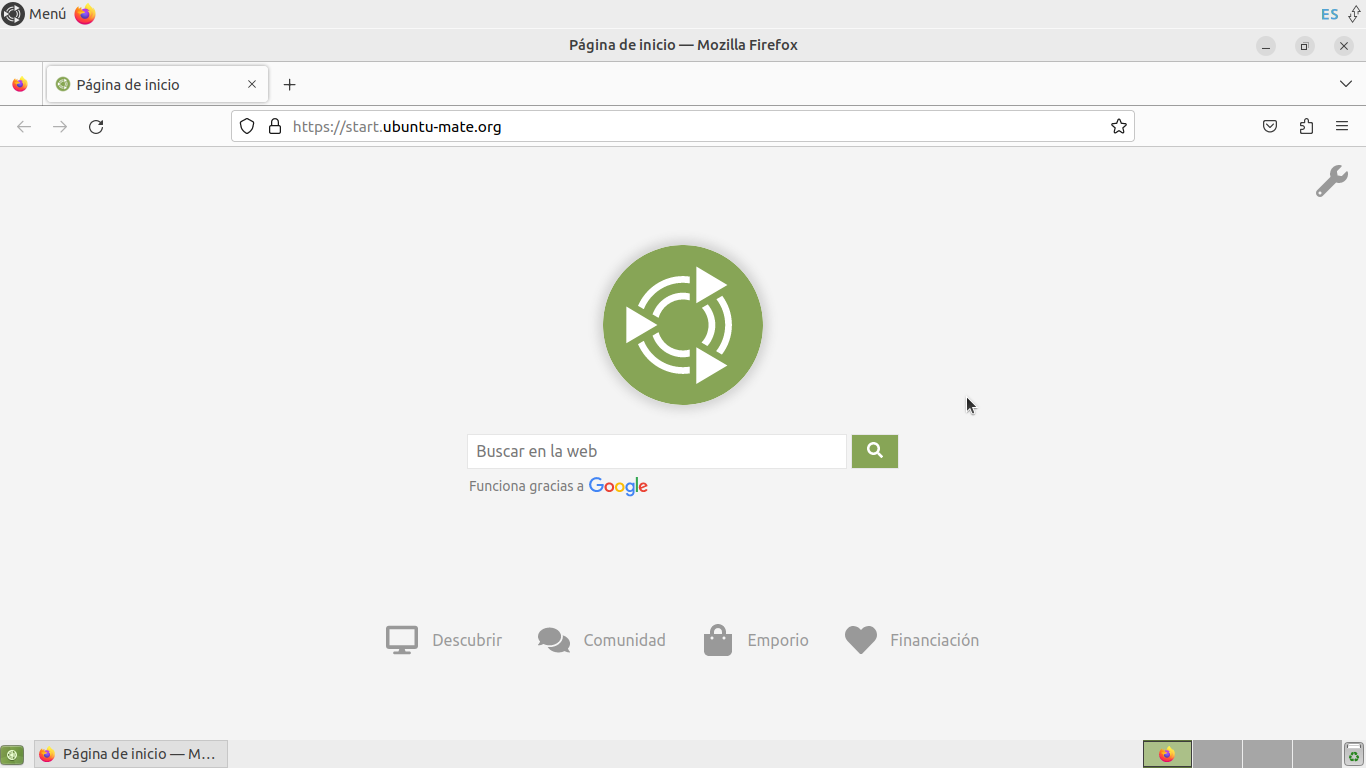 Menú
ES
Página de inicio — Mozilla Firefox
Página de inicio
https://start.ubuntu-mate.org
Buscar en la web
Funciona gracias a Google
Descubrir
Comunidad
Emporio
Financiación
Página de inicio — M...